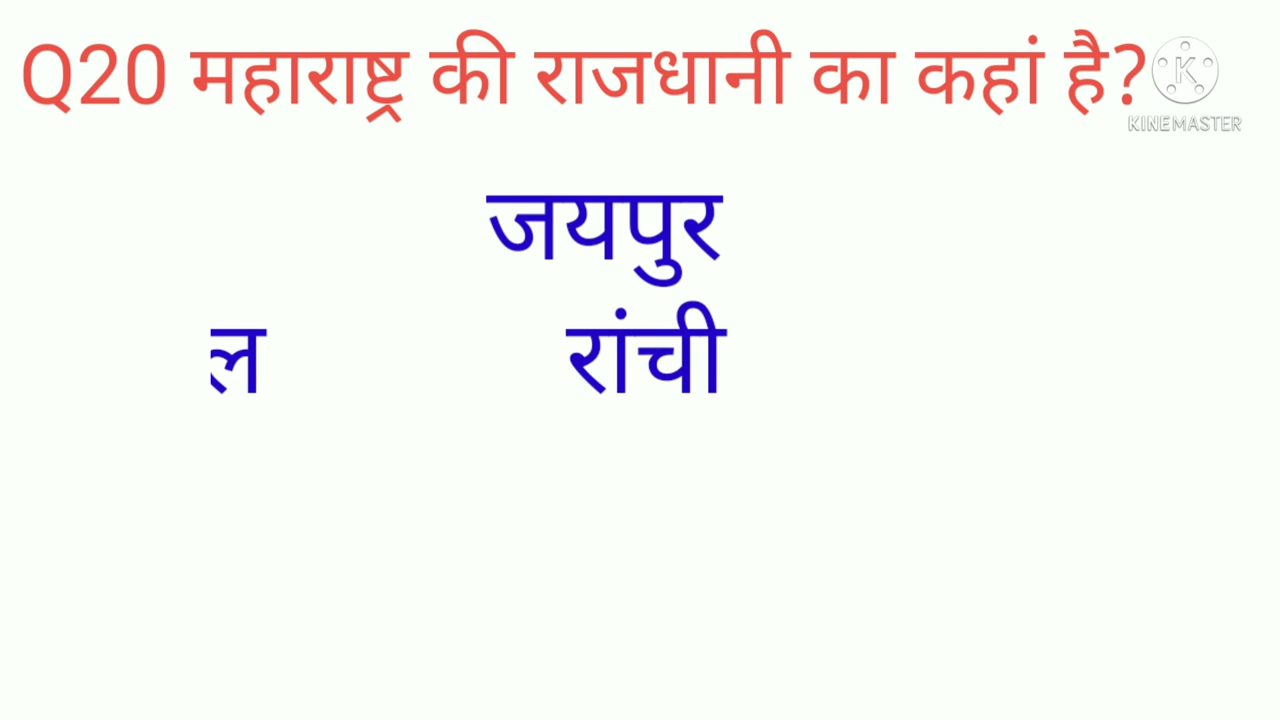 Q20 महाराष्ट्र की राजधानी का कहां है?
KINEMASTER
जयपुर
ल रांची